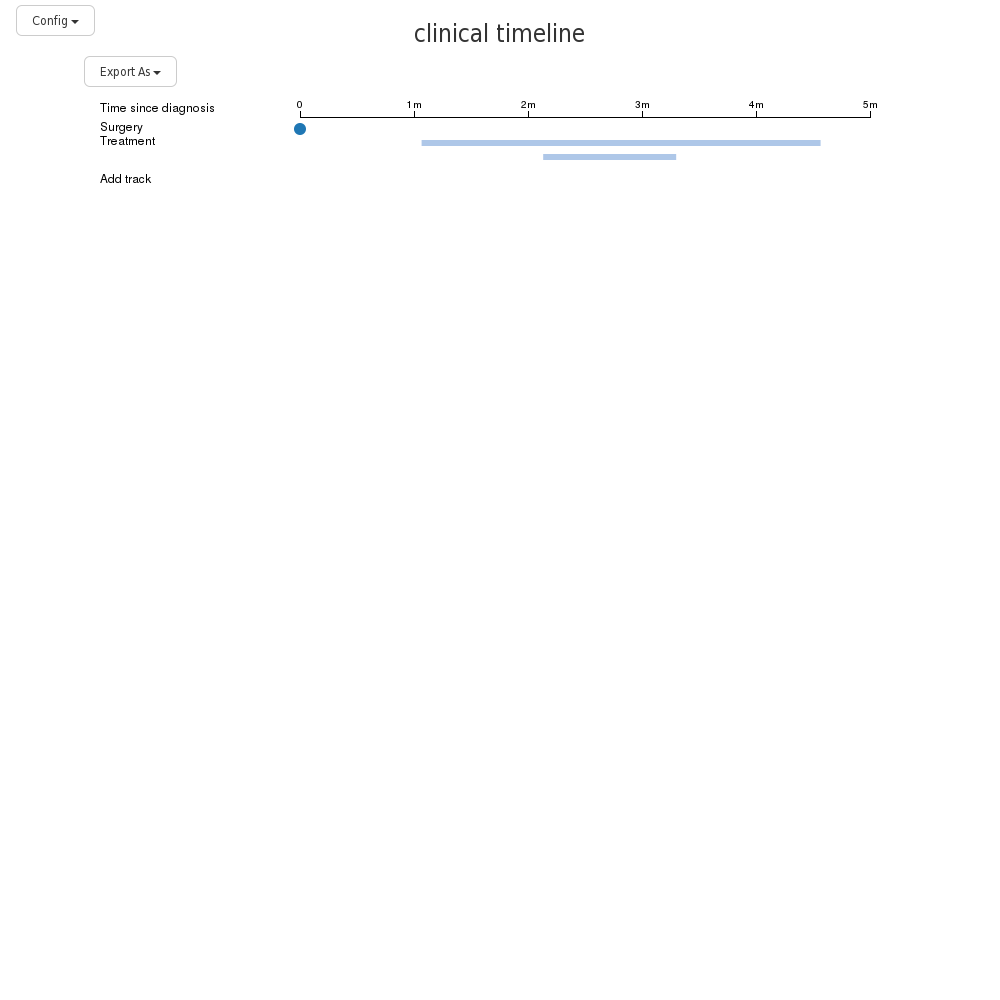 Config
clinical timeline
Export As
Time since diagnosis 0 1m 2m 3m 4m 5m
Surgery
Treatment
Add track